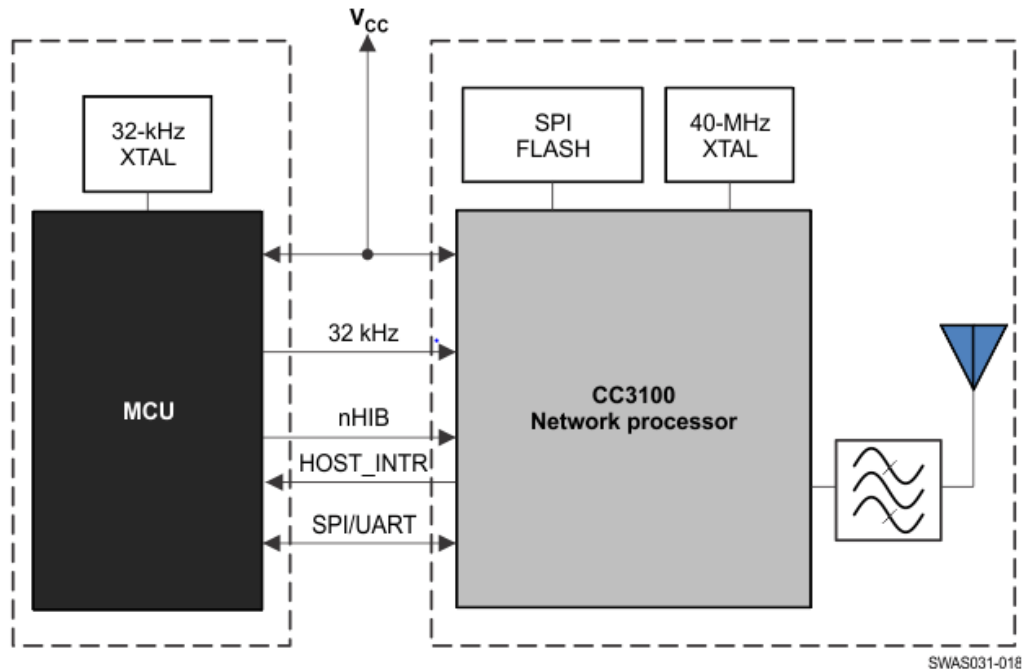 VCC
32-kHz
XTAL
SPI
FLASH
40-MHz
XTAL
32 kHz
MCU
CC3100
Network processor
nHIB
HOST_INTR
SPI/UART
SWAS031-018